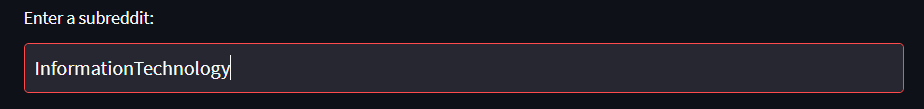 Enter a subreddit:
InformationTechnology